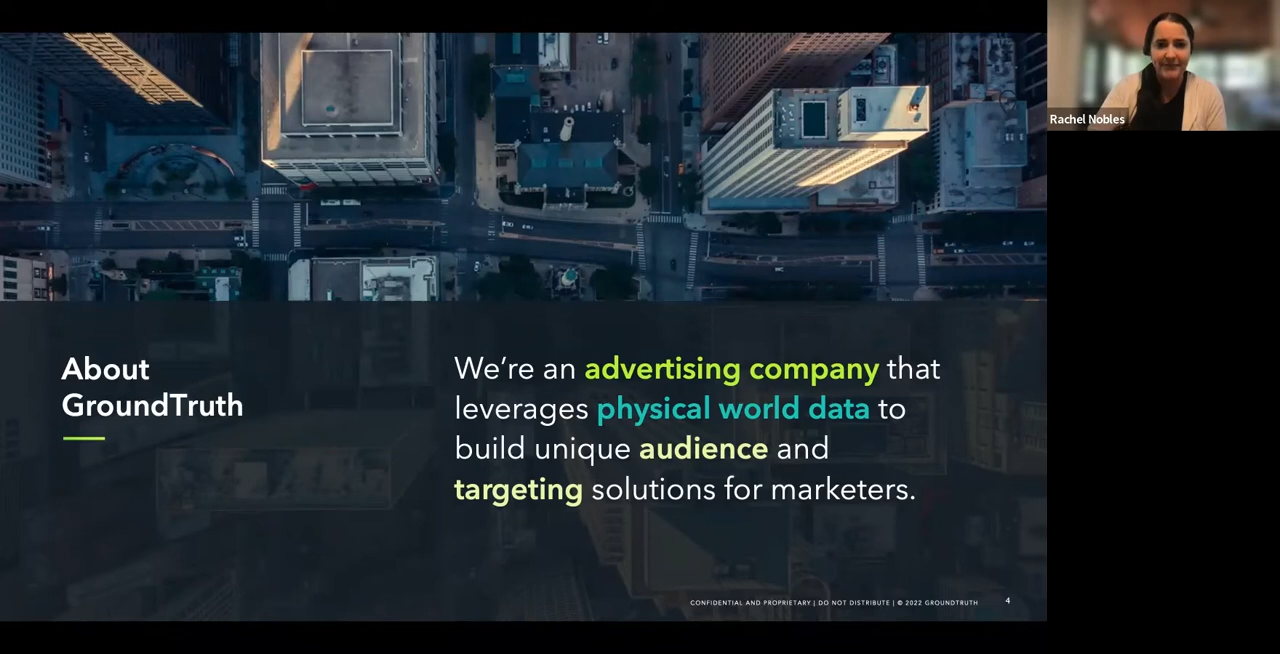 Rachel Nobles
About
GroundTruth
We’re an advertising company that
leverages physical world data to
build unique audience and
targeting solutions for marketers.
CONFIDENTIAL AND PROPRIETARY | DO NOT DISTRIBUTE | © 2022 GROUNDTRUTH
4